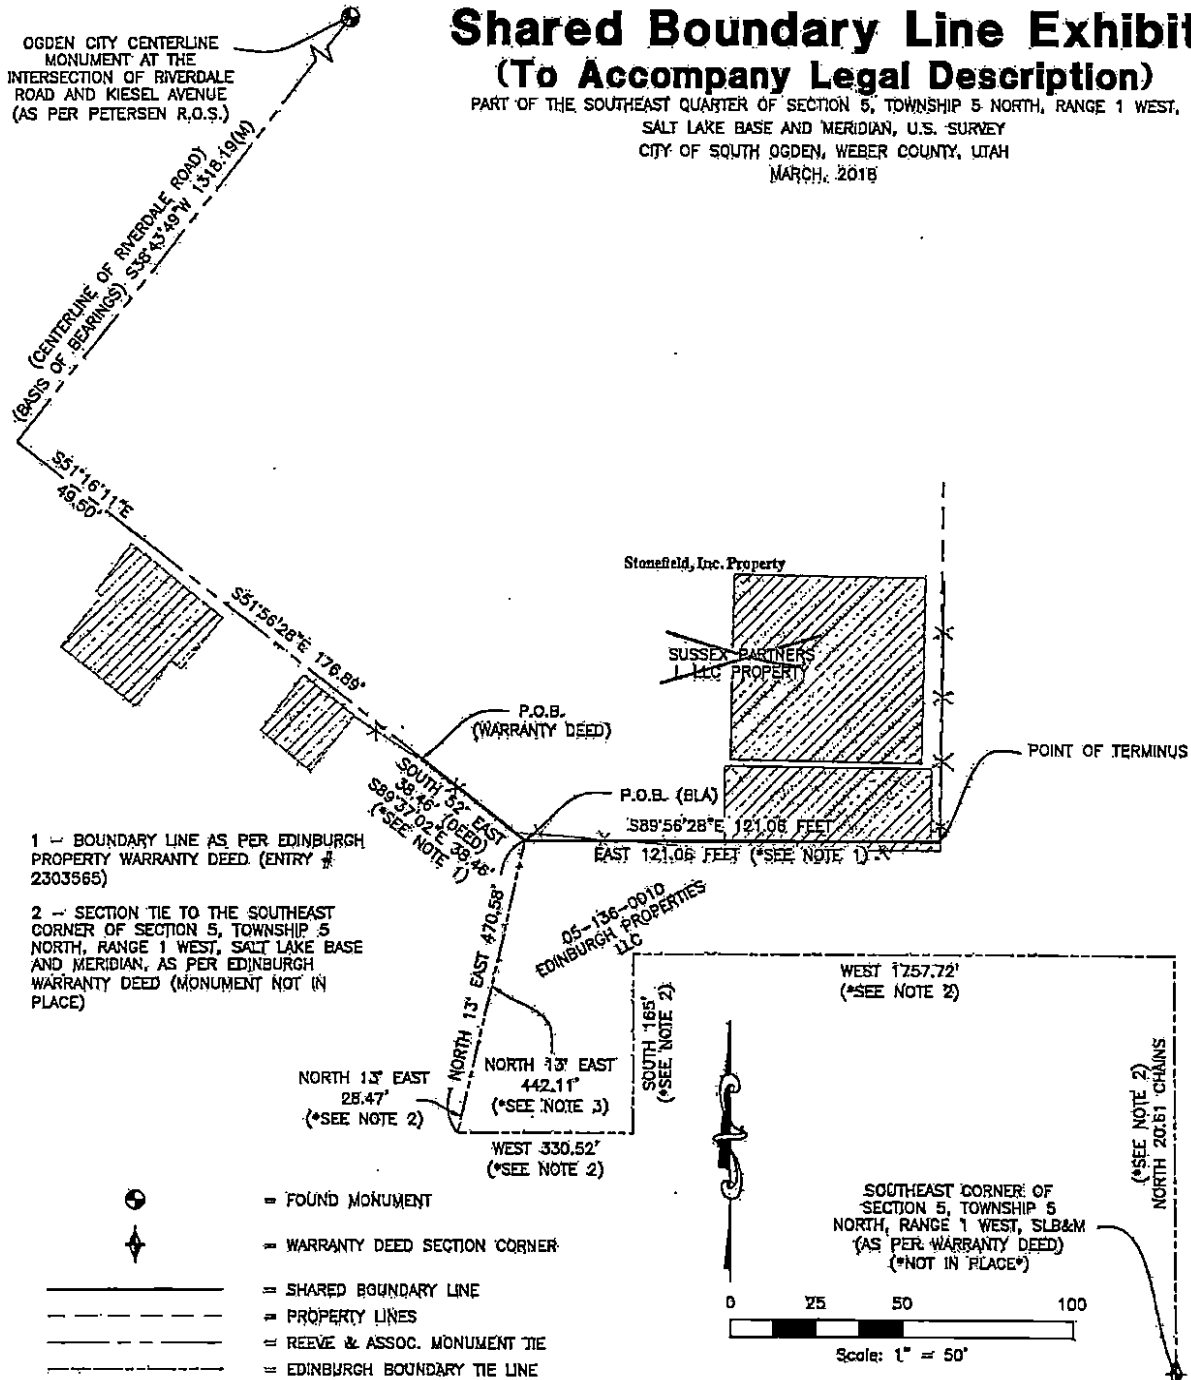 Shared Boundary Line Exhibit
(To Accompany Legal Description)
PART OF THE SOUTHEAST QUARTER OF SECTION 5, TOWNSHIP 5 NORTH, RANGE 1 WEST,
SALT LAKE BASE AND MERIDIAN, U.S. SURVEY
CITY OF SOUTH OGDEN, WEBER COUNTY, UTAH
MARCH, 2018
OGDEN CITY CENTERLINE
MONUMENT AT THE
INTERSECTION OF RIVERDALE
ROAD AND KIESEL AVENUE
(AS PER PETERSEN R.O.S.)
(CENTERLINE OF RIVERDALE ROAD)
(BASIS OF BEARINGS) S38°43'49"W 1318.19(M)
S51°16'11"E
49.50'
S51°56'28"E 176.89'
Stonefield, Inc. Property
SUSSEX PARTNERS
I, LLC PROPERTY
P.O.B.
(WARRANTY DEED)
POINT OF TERMINUS
SOUTH 52° EAST
38.46' (DEED)
S89°37'02"E 38.46'
(*SEE NOTE 1)
P.O.B. (BLA)
S89°56'28"E 121.06 FEET
EAST 121.06 FEET (*SEE NOTE 1)
1 - BOUNDARY LINE AS PER EDINBURGH
PROPERTY WARRANTY DEED. (ENTRY #
2303565)
2 - SECTION TIE TO THE SOUTHEAST
CORNER OF SECTION 5, TOWNSHIP 5
NORTH, RANGE 1 WEST, SALT LAKE BASE
AND MERIDIAN, AS PER EDINBURGH
WARRANTY DEED (MONUMENT NOT IN
PLACE)
05-136-0010
EDINBURGH PROPERTIES
LLC
NORTH 13° EAST 470.58'
WEST 1757.72'
(*SEE NOTE 2)
SOUTH 165'
(*SEE NOTE 2)
NORTH 13° EAST
28.47'
(*SEE NOTE 2)
NORTH 13° EAST
442.11'
(*SEE NOTE 3)
WEST 330.52'
(*SEE NOTE 2)
(*SEE NOTE 2)
NORTH 20.61 CHAINS
SOUTHEAST CORNER OF
SECTION 5, TOWNSHIP 5
NORTH, RANGE 1 WEST, SLB&M
(AS PER WARRANTY DEED)
(*NOT IN PLACE*)
= FOUND MONUMENT
= WARRANTY DEED SECTION CORNER
= SHARED BOUNDARY LINE
= PROPERTY LINES
= REEVE & ASSOC. MONUMENT TIE
= EDINBURGH BOUNDARY TIE LINE
0 25 50 100
Scale: 1" = 50'